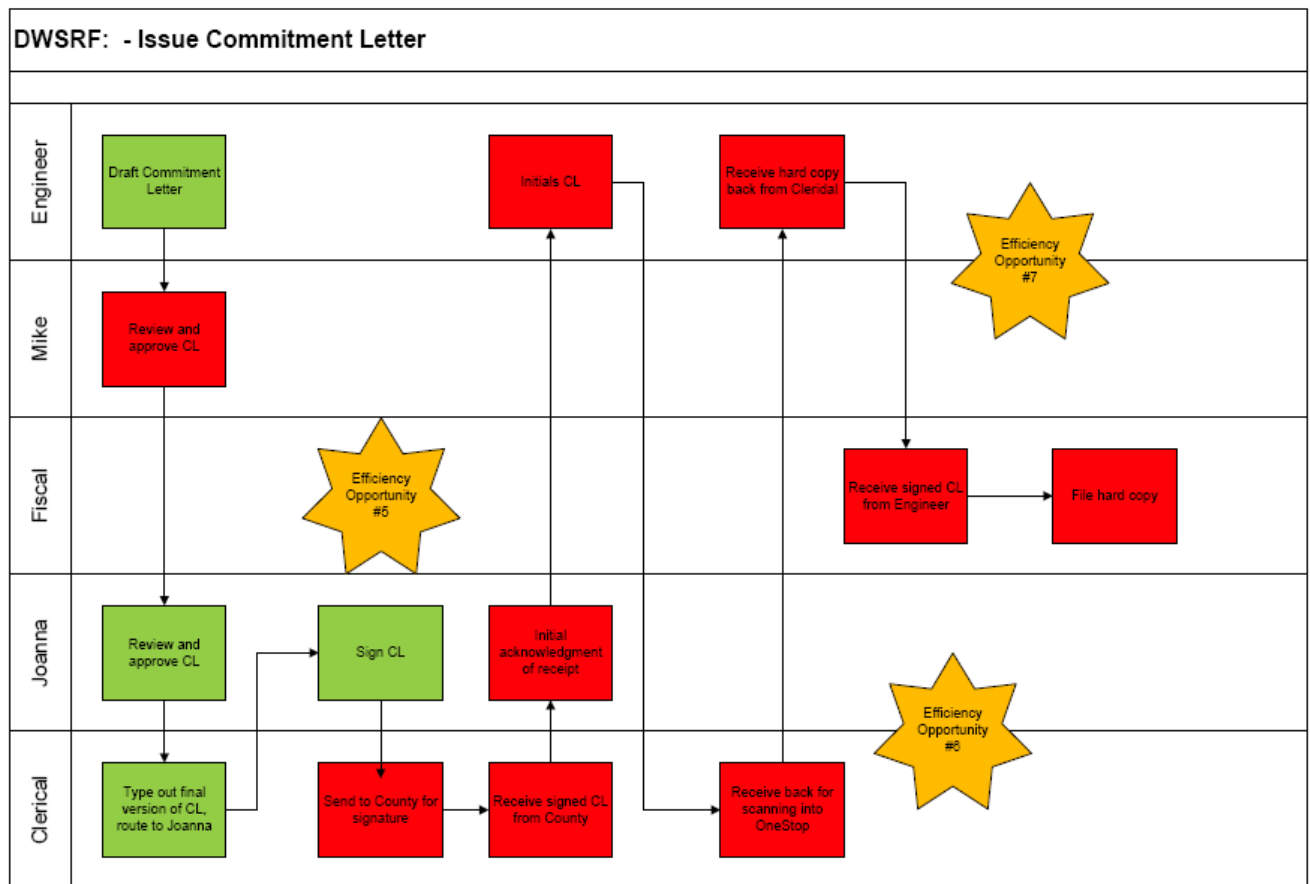 DWSRF:  - Issue Commitment Letter
Engineer
Draft Commitment
Letter
Initials CL
Receive hard copy
back from Cleridal
Efficiency
Opportunity
#7
Mike
Review and
approve CL
Fiscal
Efficiency
Opportunity
#5
Receive signed CL
from Engineer
File hard copy
Joanna
Review and
approve CL
Sign CL
Initial
acknowledgment
of receipt
Efficiency
Opportunity
#6
Clerical
Type out final
version of CL,
route to Joanna
Send to County for
signature
Receive signed CL
from County
Receive back for
scanning into
OneStop